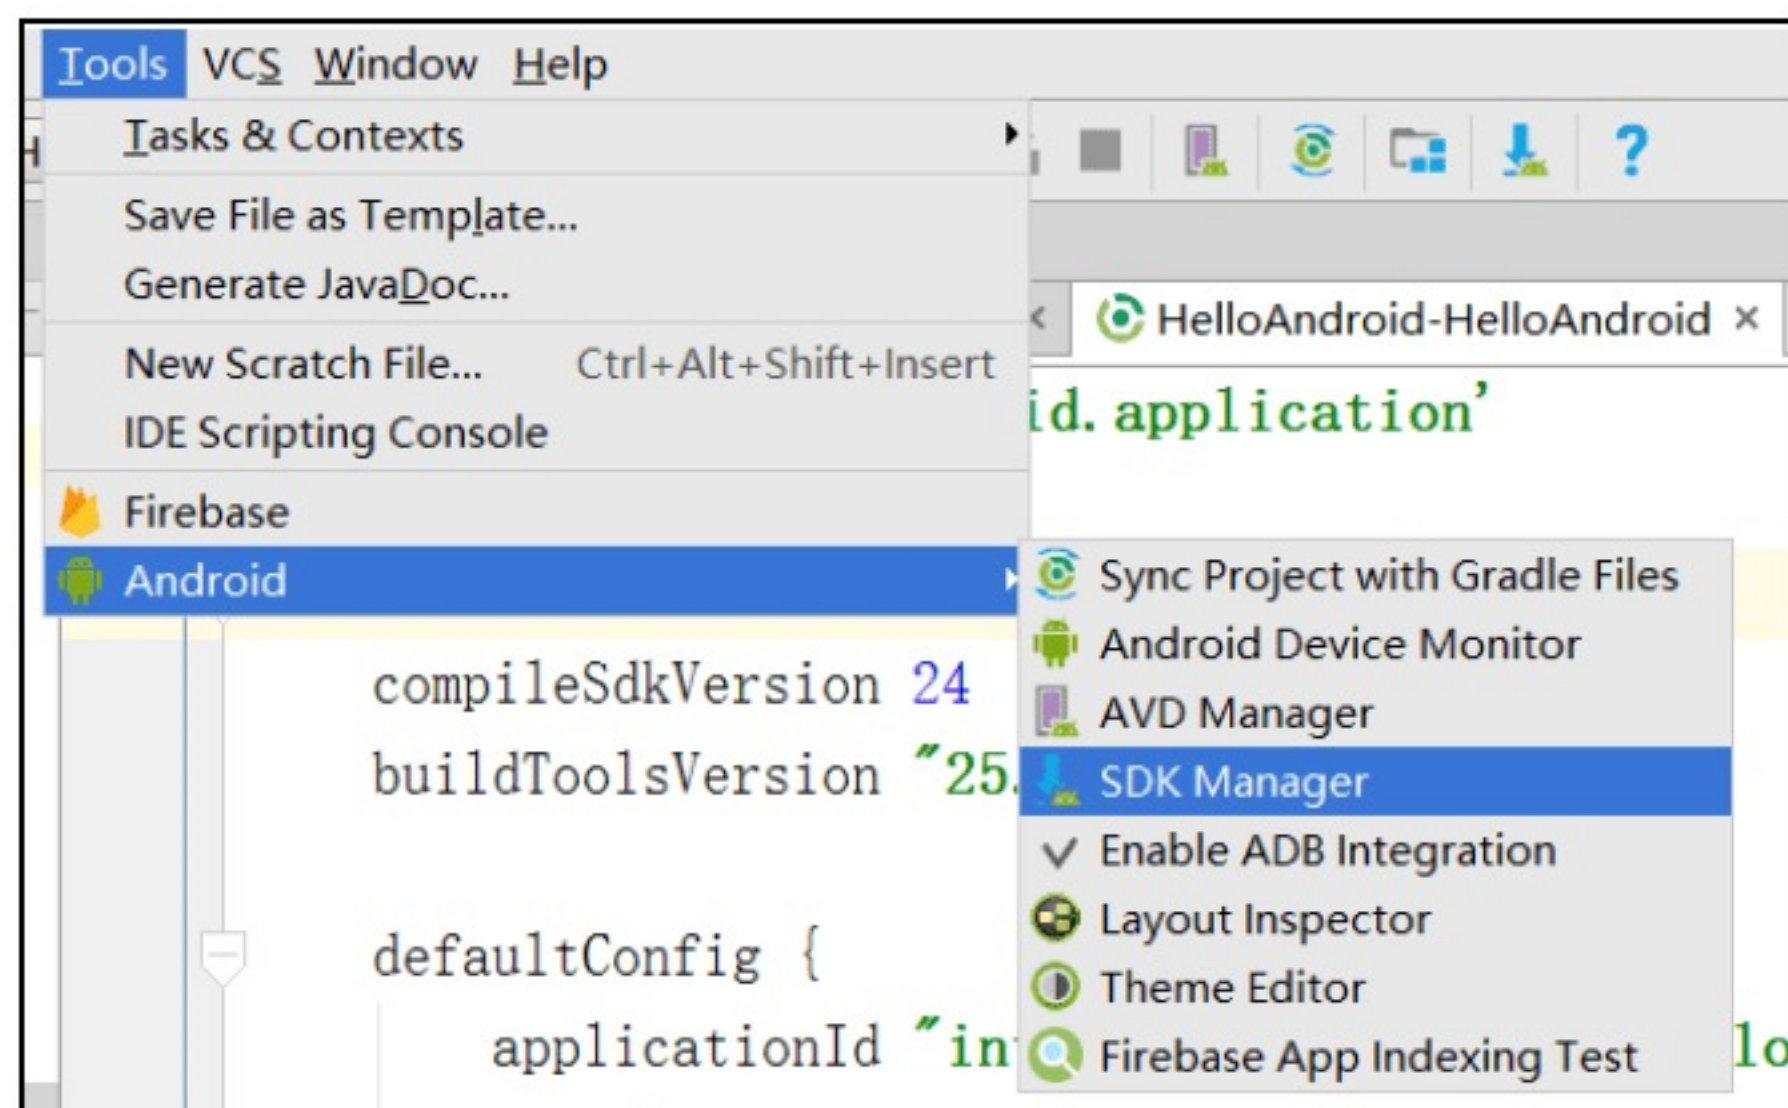 Tools VCS Window Help
Tasks & Contexts
Save File as Template...
Generate JavaDoc...
New Scratch File... Ctrl+Alt+Shift+Insert
IDE Scripting Console
Firebase
Android
HelloAndroid-HelloAndroid
id.application'
Sync Project with Gradle Files
Android Device Monitor
AVD Manager
SDK Manager
Enable ADB Integration
Layout Inspector
Theme Editor
Firebase App Indexing Test
compileSdkVersion 24
buildToolsVersion "25.
defaultConfig {
applicationId "in lo